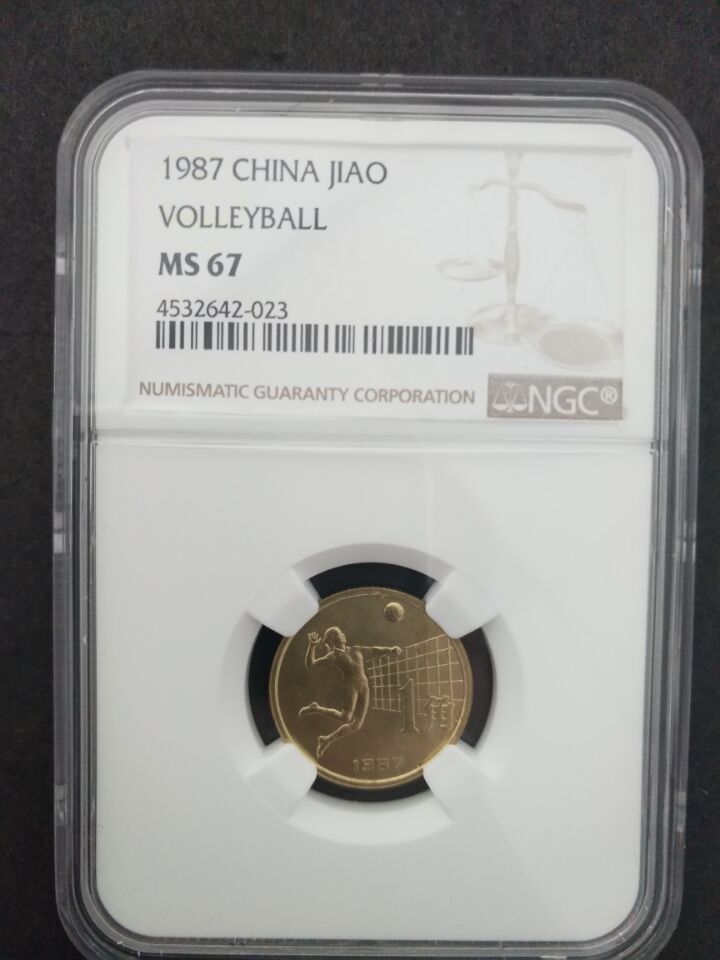 1987 CHINA JIAO
VOLLEYBALL
MS 67
4532642-023
NUMISMATIC GUARANTY CORPORATION
NGC®
1角
1987